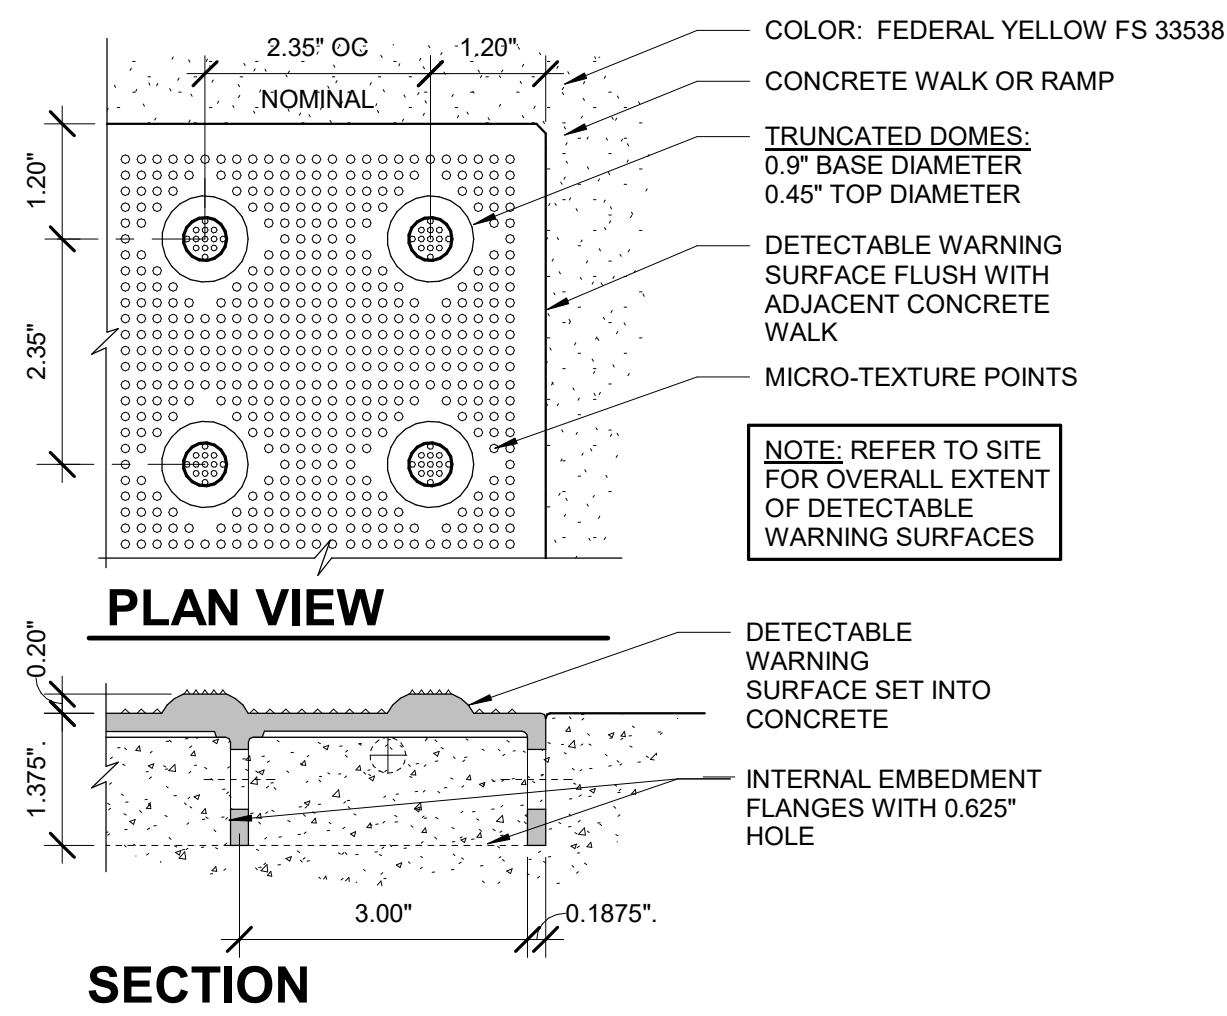 2.35" OC
NOMINAL
1.20"
1.20"
2.35"
COLOR: FEDERAL YELLOW FS 33538
CONCRETE WALK OR RAMP
TRUNCATED DOMES:
0.9" BASE DIAMETER
0.45" TOP DIAMETER
DETECTABLE WARNING
SURFACE FLUSH WITH
ADJACENT CONCRETE
WALK
MICRO-TEXTURE POINTS
NOTE: REFER TO SITE
FOR OVERALL EXTENT
OF DETECTABLE
WARNING SURFACES
PLAN VIEW
0.20"
1.375".
DETECTABLE
WARNING
SURFACE SET INTO
CONCRETE
INTERNAL EMBEDMENT
FLANGES WITH 0.625"
HOLE
3.00"
0.1875".
SECTION